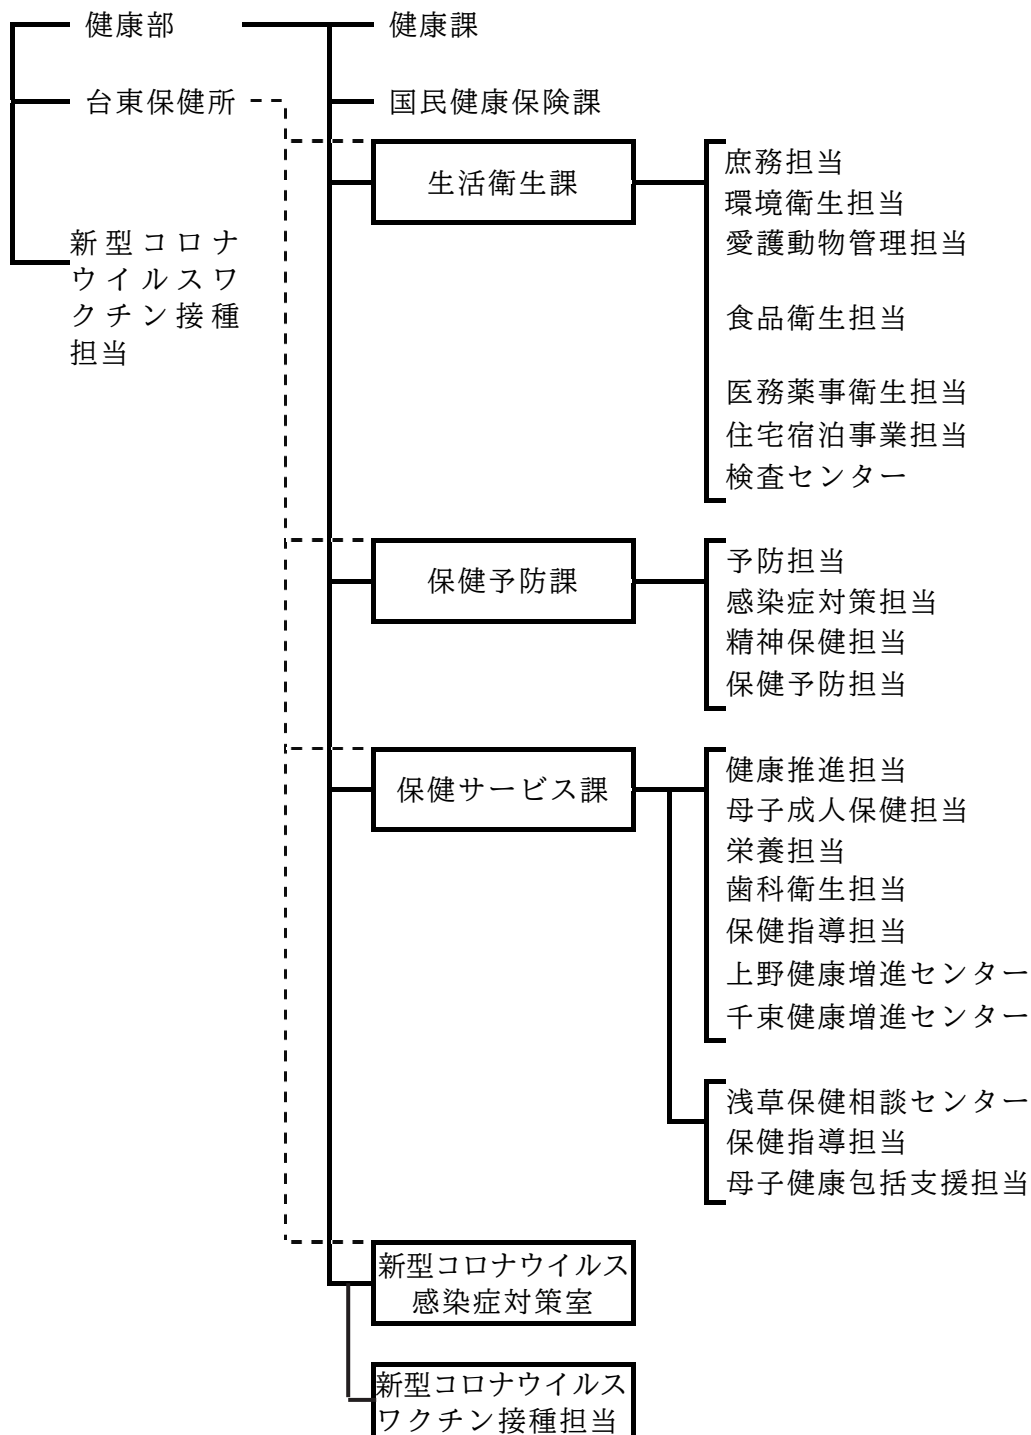 健康部
健康課
台東保健所
国民健康保険課
新型コロナ
ウイルスワ
クチン接種
担当
生活衛生課
庶務担当
環境衛生担当
愛護動物管理担当
食品衛生担当
医務薬事衛生担当
住宅宿泊事業担当
検査センター
保健予防課
予防担当
感染症対策担当
精神保健担当
保健予防担当
保健サービス課
健康推進担当
母子成人保健担当
栄養担当
歯科衛生担当
保健指導担当
上野健康増進センター
千束健康増進センター
浅草保健相談センター
保健指導担当
母子健康包括支援担当
新型コロナウイルス
感染症対策室
新型コロナウイルス
ワクチン接種担当